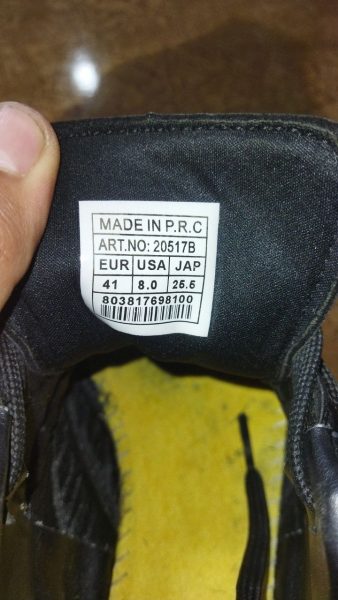 MADE IN P.R.C
ART.NO: 20517B
EUR USA JAP
41 8.0 25.5
803817698100